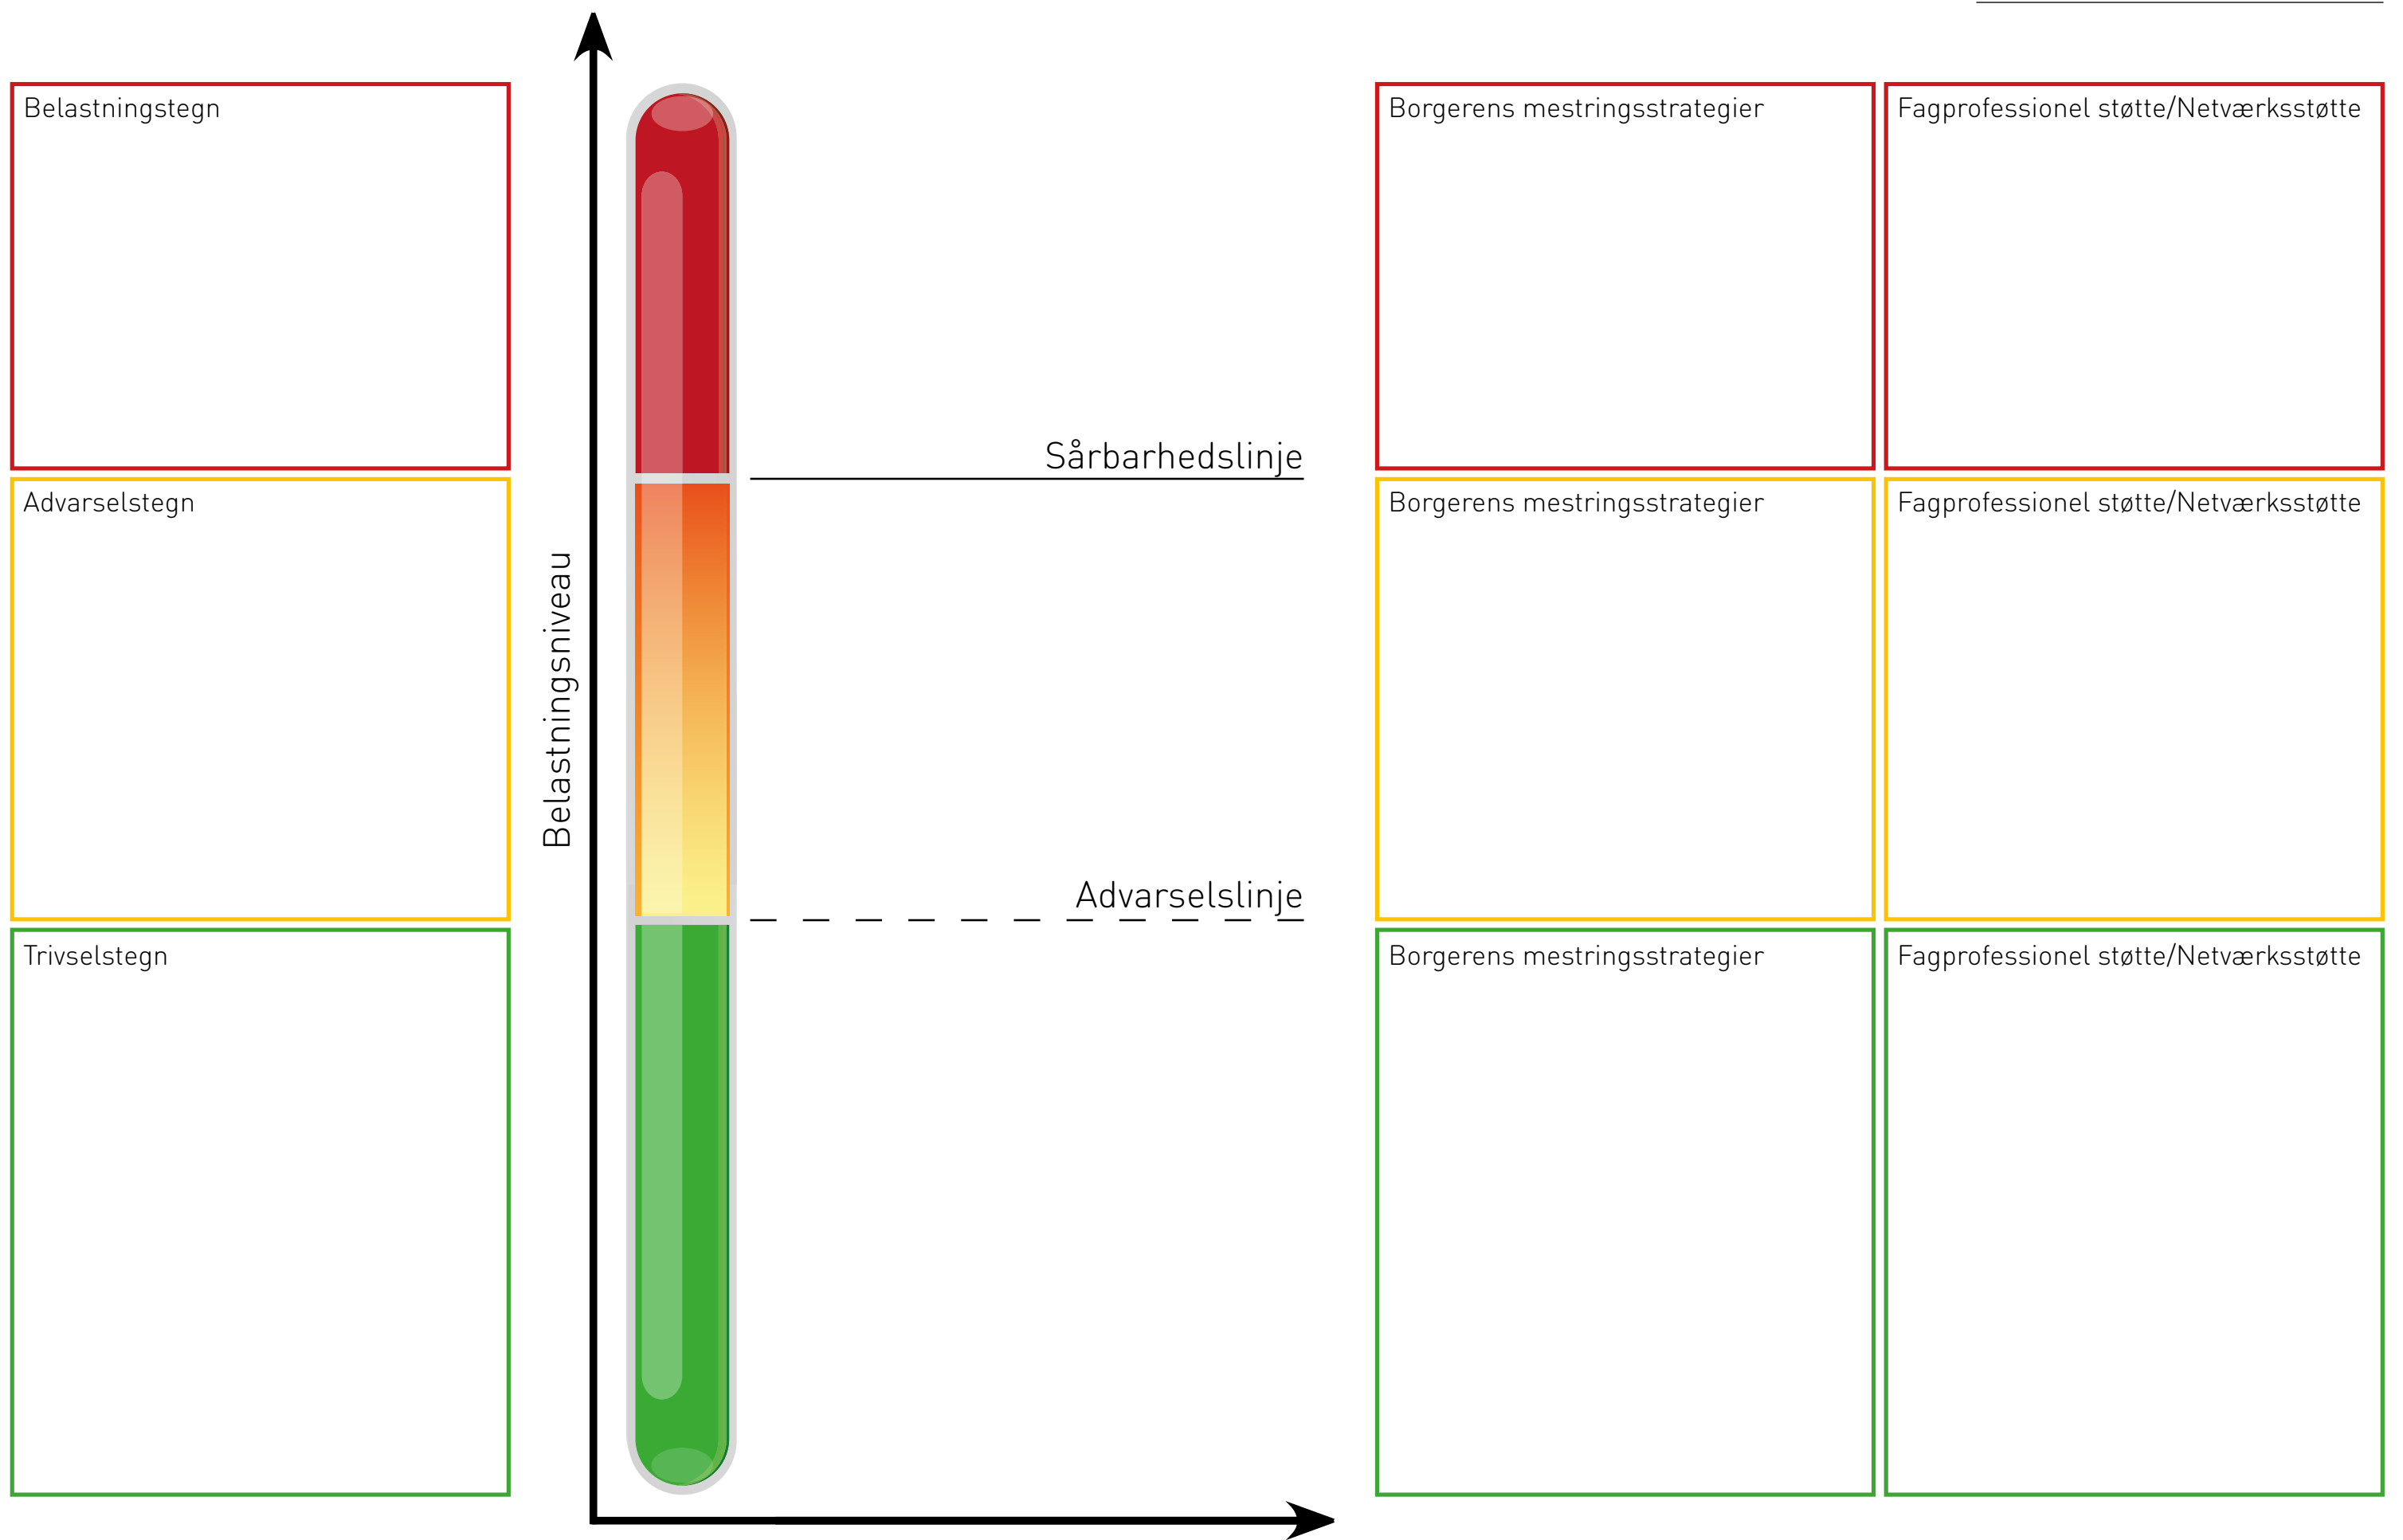 Belastningstegn
Borgerens mestringsstrategier
Fagprofessionel støtte/Netværksstøtte
Sårbarhedslinje
Advarselstegn
Borgerens mestringsstrategier
Fagprofessionel støtte/Netværksstøtte
Belastningsniveau
Advarselslinje
Trivselstegn
Borgerens mestringsstrategier
Fagprofessionel støtte/Netværksstøtte